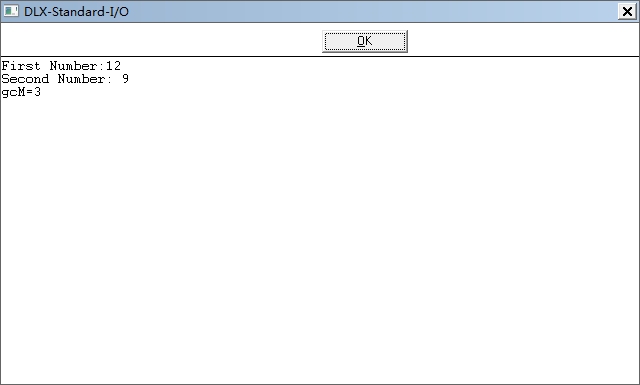 DLX-Standard-I/O
OK
First Number:12
Second Number: 9
gcM=3